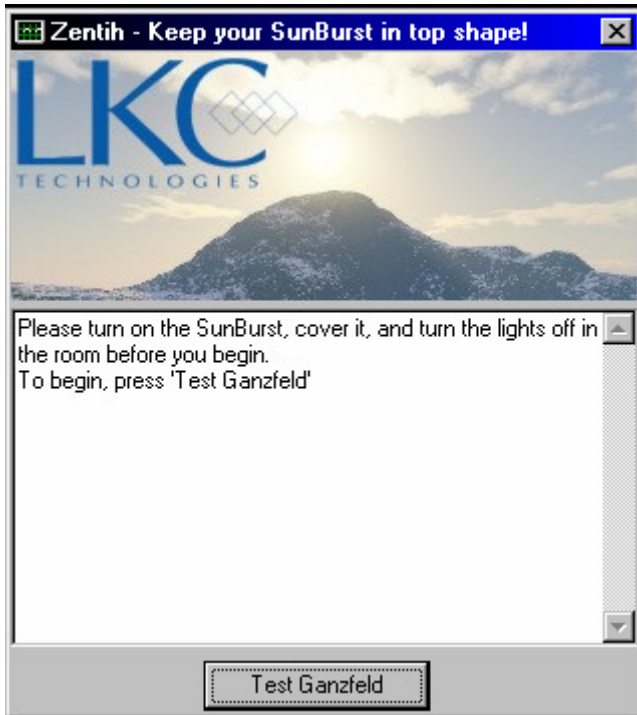 Zentih - Keep your SunBurst in top shape!
LKC
TECHNOLOGIES
Please turn on the SunBurst, cover it, and turn the lights off in
the room before you begin.
To begin, press 'Test Ganzfeld'
Test Ganzfeld